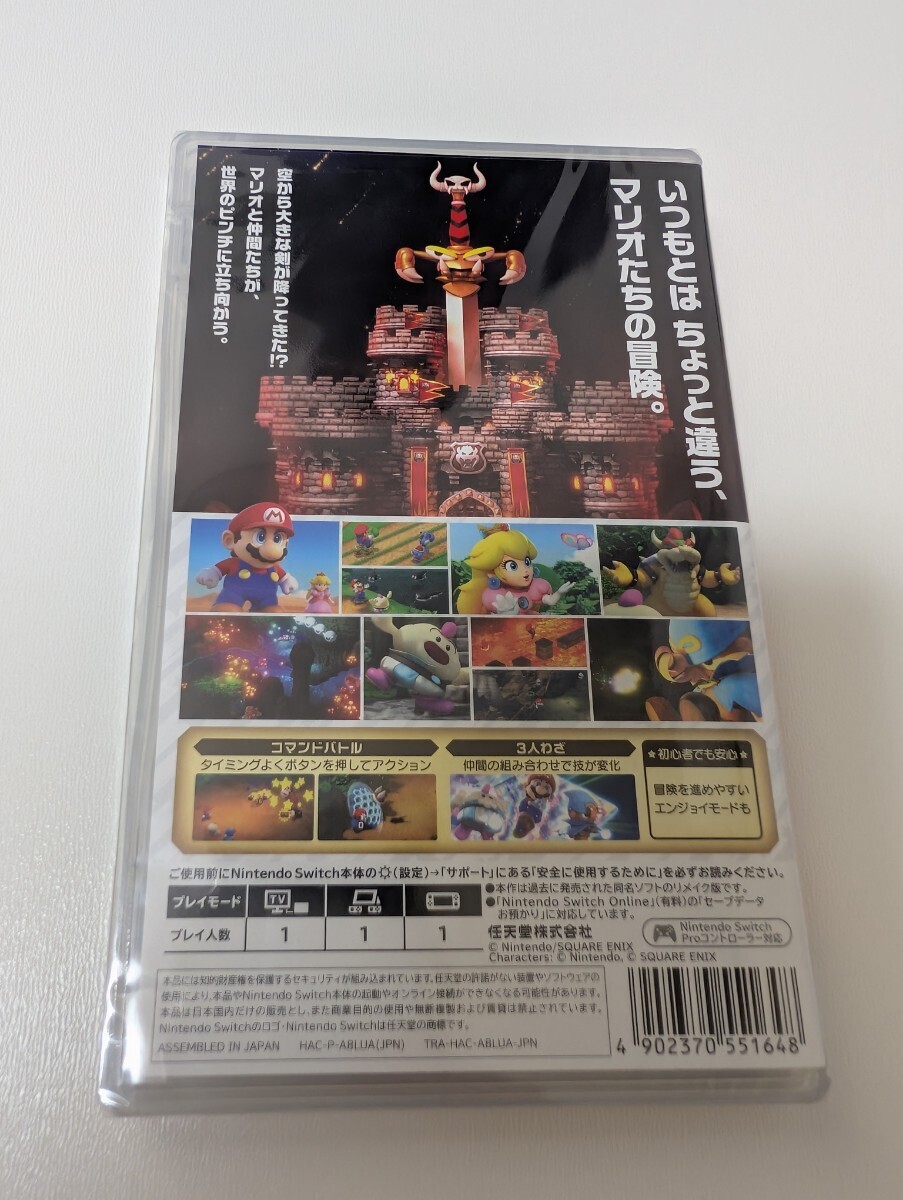 いつもとは ちょっと違う、
マリオたちの冒険。
空から大きな剣が降ってきた!?
マリオと仲間たちが、
世界のピンチに立ち向かう。
コマンドバトル
タイミングよくボタンを押してアクション
3人わざ
仲間の組み合わせで技が変化
★初心者でも安心★
冒険を進めやすい
エンジョイモードも
ご使用前にNintendo Switch本体の(設定)→「サポート」にある「安全に使用するために」を必ずお読みください。
プレイモード TV
プレイ人数 1 1 1
●本作は過去に発売された同名ソフトのリメイク版です。
●「Nintendo Switch Online」(有料)の「セーブデータ
お預かり」に対応しています。
任天堂株式会社
© Nintendo/SQUARE ENIX
Characters: © Nintendo, © SQUARE ENIX
Nintendo Switch
Proコントローラー対応
本品には知的財産権を保護するセキュリティが組み込まれています。任天堂の許諾がない装置やソフトウェアの
使用により、本品やNintendo Switch本体の起動やオンライン接続ができなくなる可能性があります。
本品は日本国内だけの販売とし、また商業目的の使用や無断複製および賃貸は禁止されています。
Nintendo Switchのロゴ・Nintendo Switchは任天堂の商標です。
ASSEMBLED IN JAPAN HAC-P-ABLUA(JPN) TRA-HAC-ABLUA-JPN
4 902370 551648